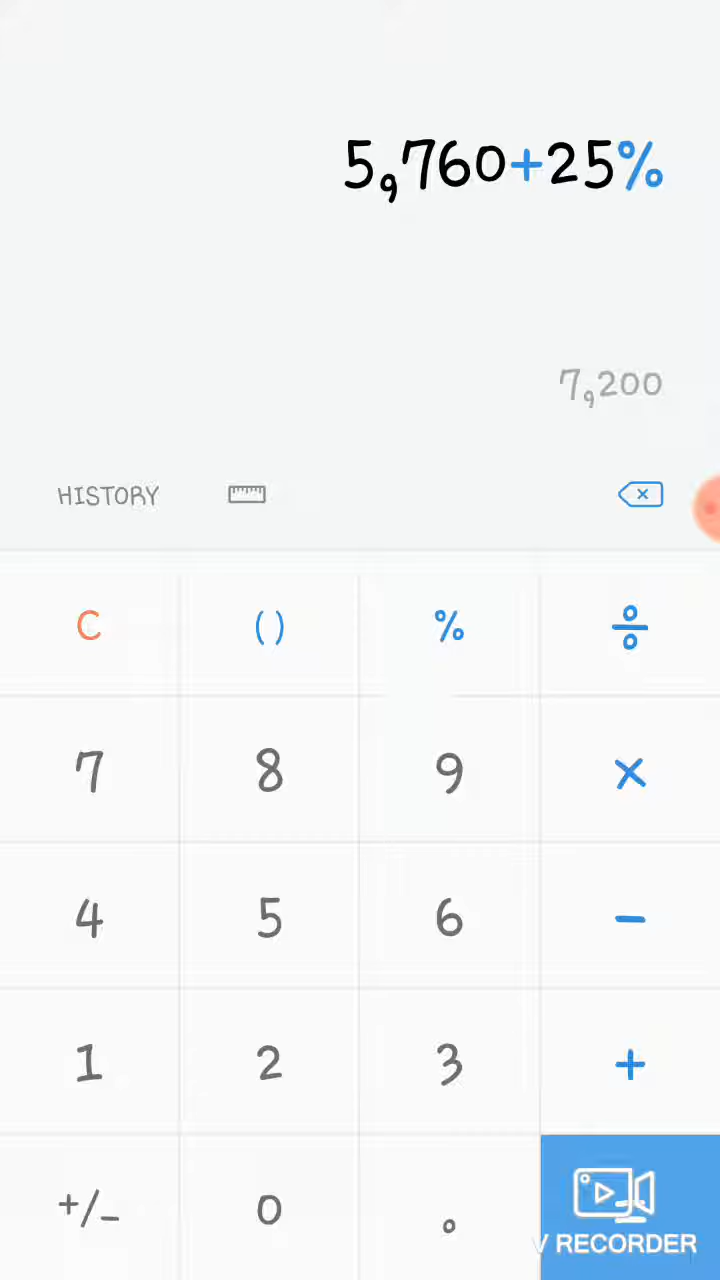 5,760+25%
7,200
HISTORY
C ( ) % ÷
7 8 9 ×
4 5 6 -
1 2 3 +
+/- 0 .
V RECORDER